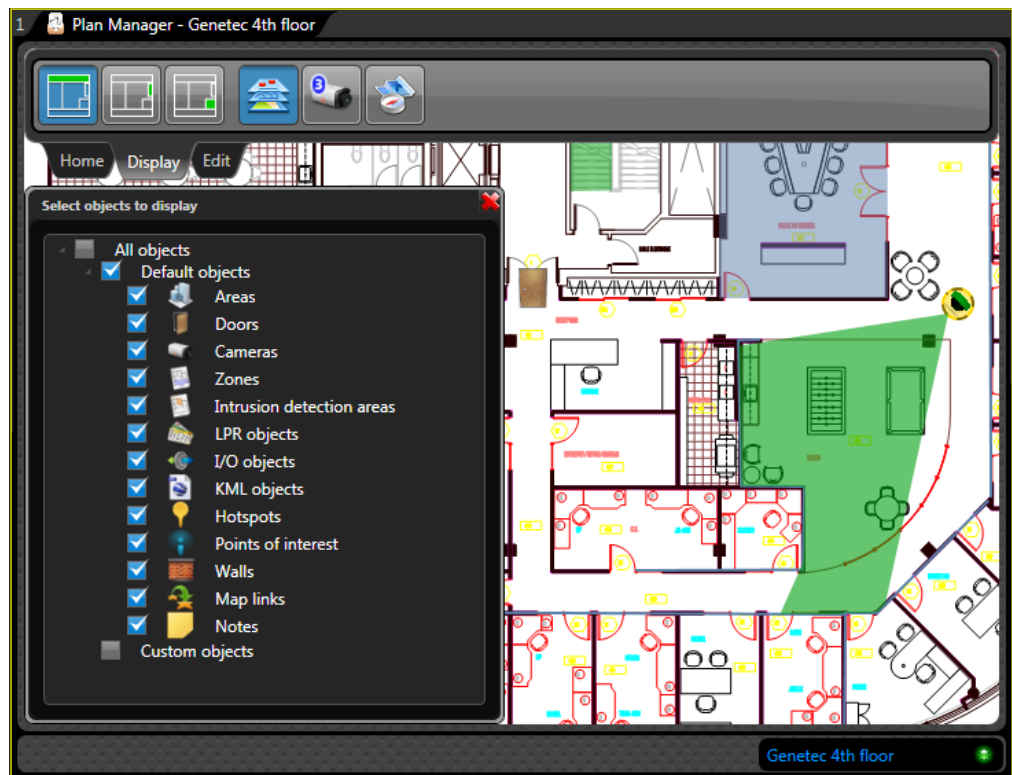 1 Plan Manager - Genetec 4th floor
3
Home Display Edit
Select objects to display
All objects
Default objects
Areas
Doors
Cameras
Zones
Intrusion detection areas
LPR objects
I/O objects
KML objects
Hotspots
Points of interest
Walls
Map links
Notes
Custom objects
Genetec 4th floor